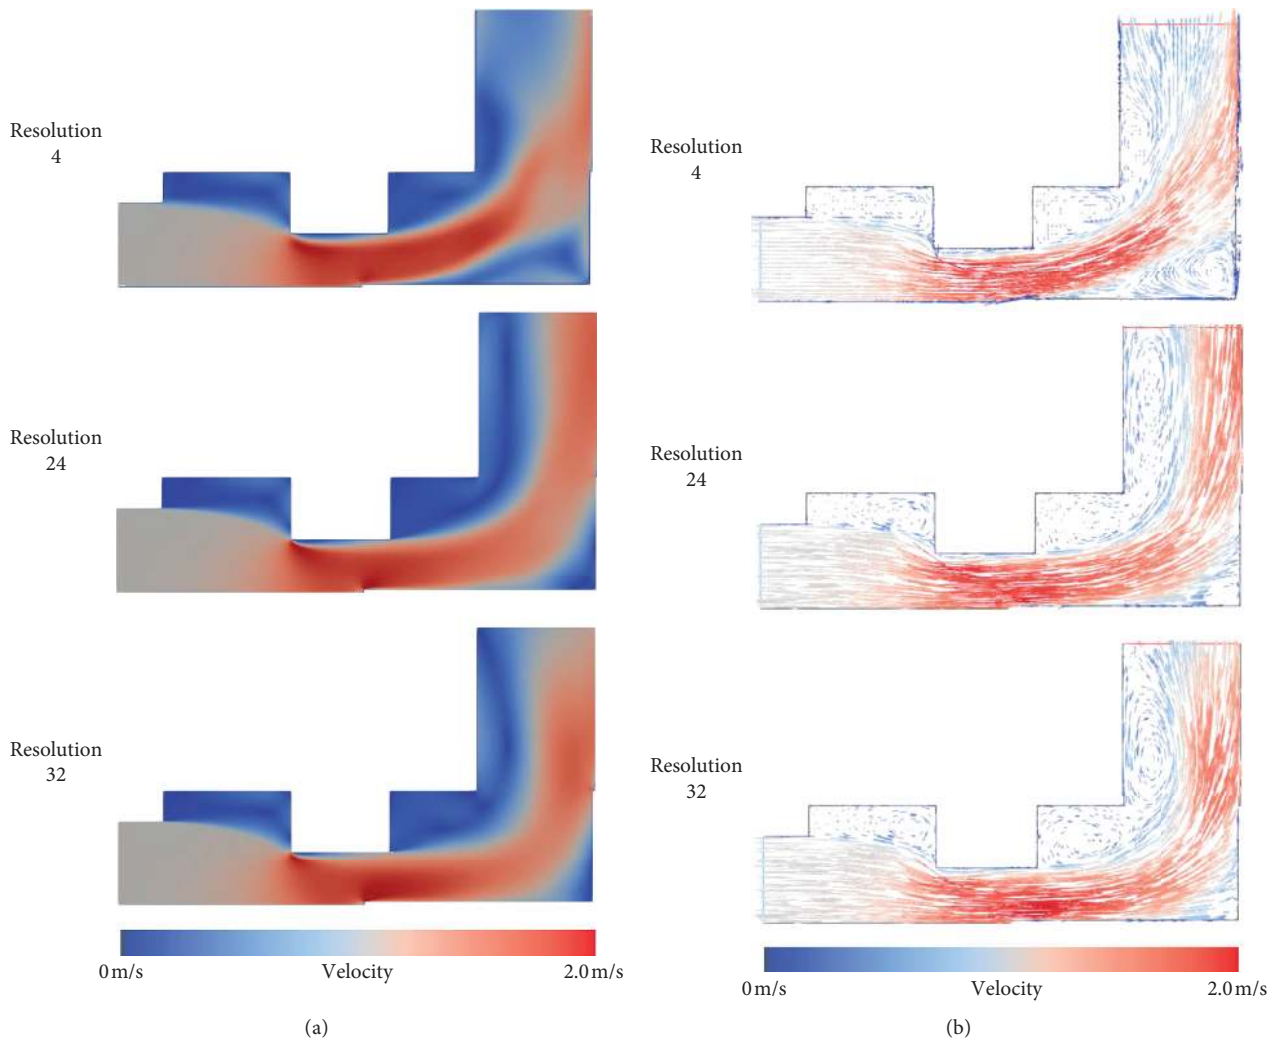 Resolution
4
Resolution
24
Resolution
32
0 m/s
Velocity
2.0 m/s
(a)
Resolution
4
Resolution
24
Resolution
32
0 m/s
Velocity
2.0 m/s
(b)